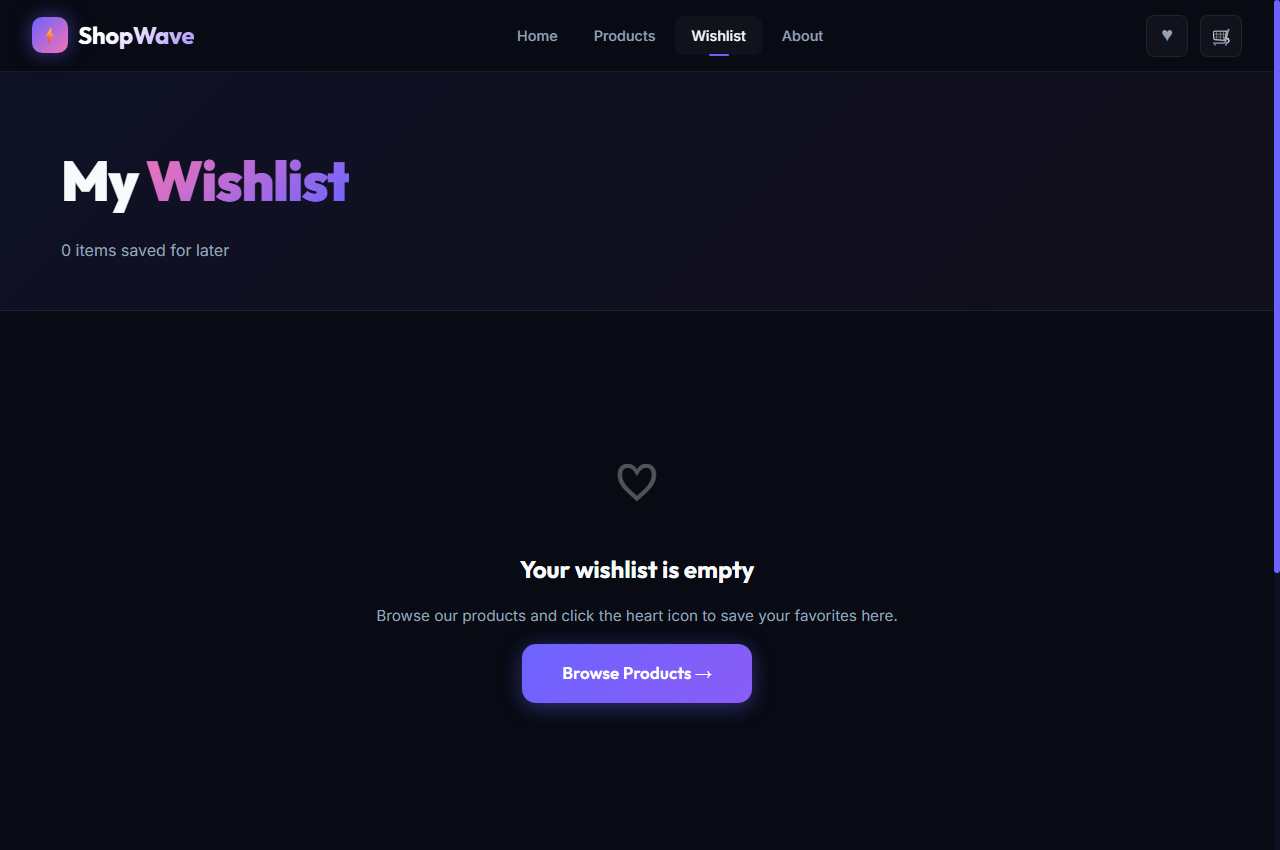 ShopWave
Home
Products
Wishlist
About
My Wishlist
0 items saved for later
Your wishlist is empty
Browse our products and click the heart icon to save your favorites here.
Browse Products →